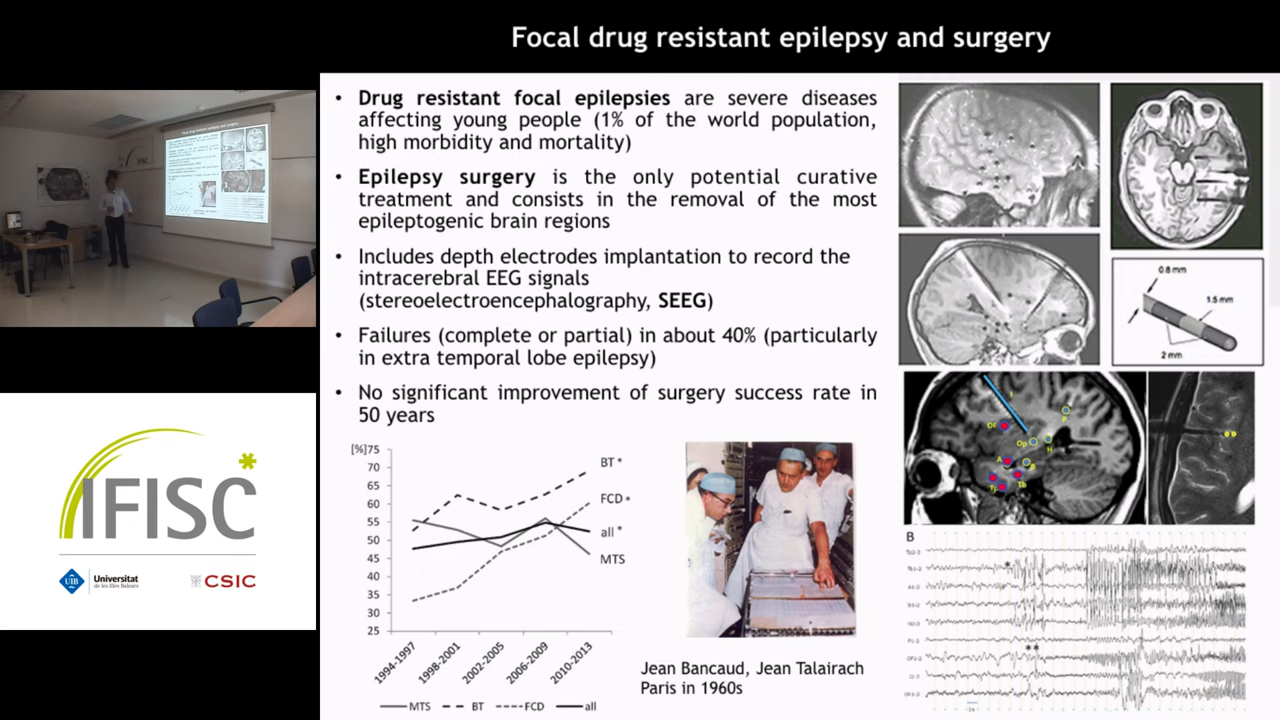 Focal drug resistant epilepsy and surgery
• Drug resistant focal epilepsies are severe diseases
affecting young people (1% of the world population,
high morbidity and mortality)
• Epilepsy surgery is the only potential curative
treatment and consists in the removal of the most
epileptogenic brain regions
• Includes depth electrodes implantation to record the
intracerebral EEG signals
(stereoelectroencephalography, SEEG)
• Failures (complete or partial) in about 40% (particularly
in extra temporal lobe epilepsy)
• No significant improvement of surgery success rate in
50 years
[%]75
70
65
60
55
50
45
40
35
30
25
BT *
FCD *
all *
MTS
1994-1997
1998-2001
2002-2005
2006-2009
2010-2013
MTS BT FCD all
Jean Bancaud, Jean Talairach
Paris in 1960s
0.8 mm
1.5 mm
2 mm
OF
Op
H
P
A
B
Tb
B
**
IFISC
UIB
Universitat
de les Illes Balears
CSIC